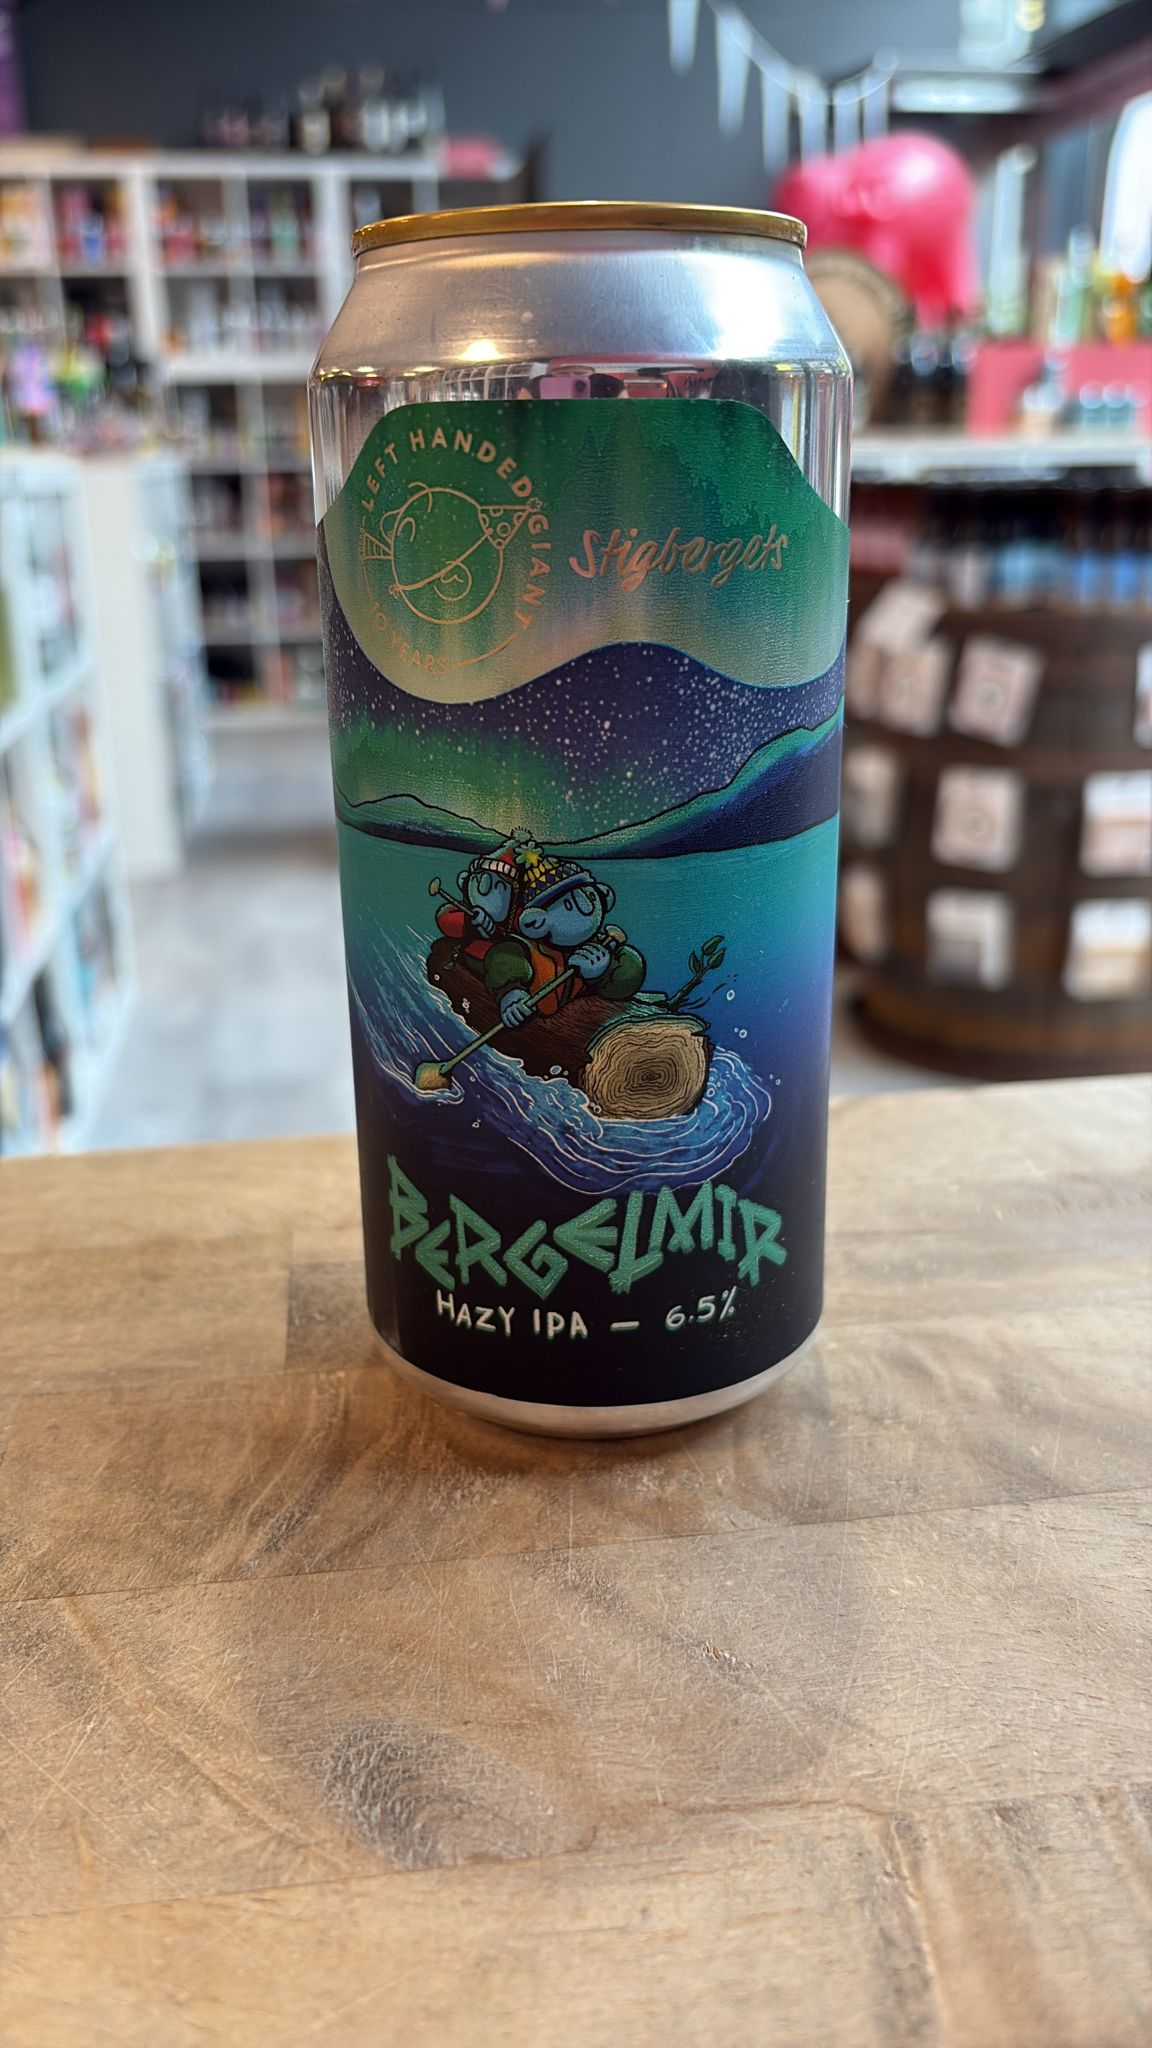 LEFT HANDED GIANT
10 YEARS
Stigbergets
BERGELMIR
HAZY IPA — 6.5%